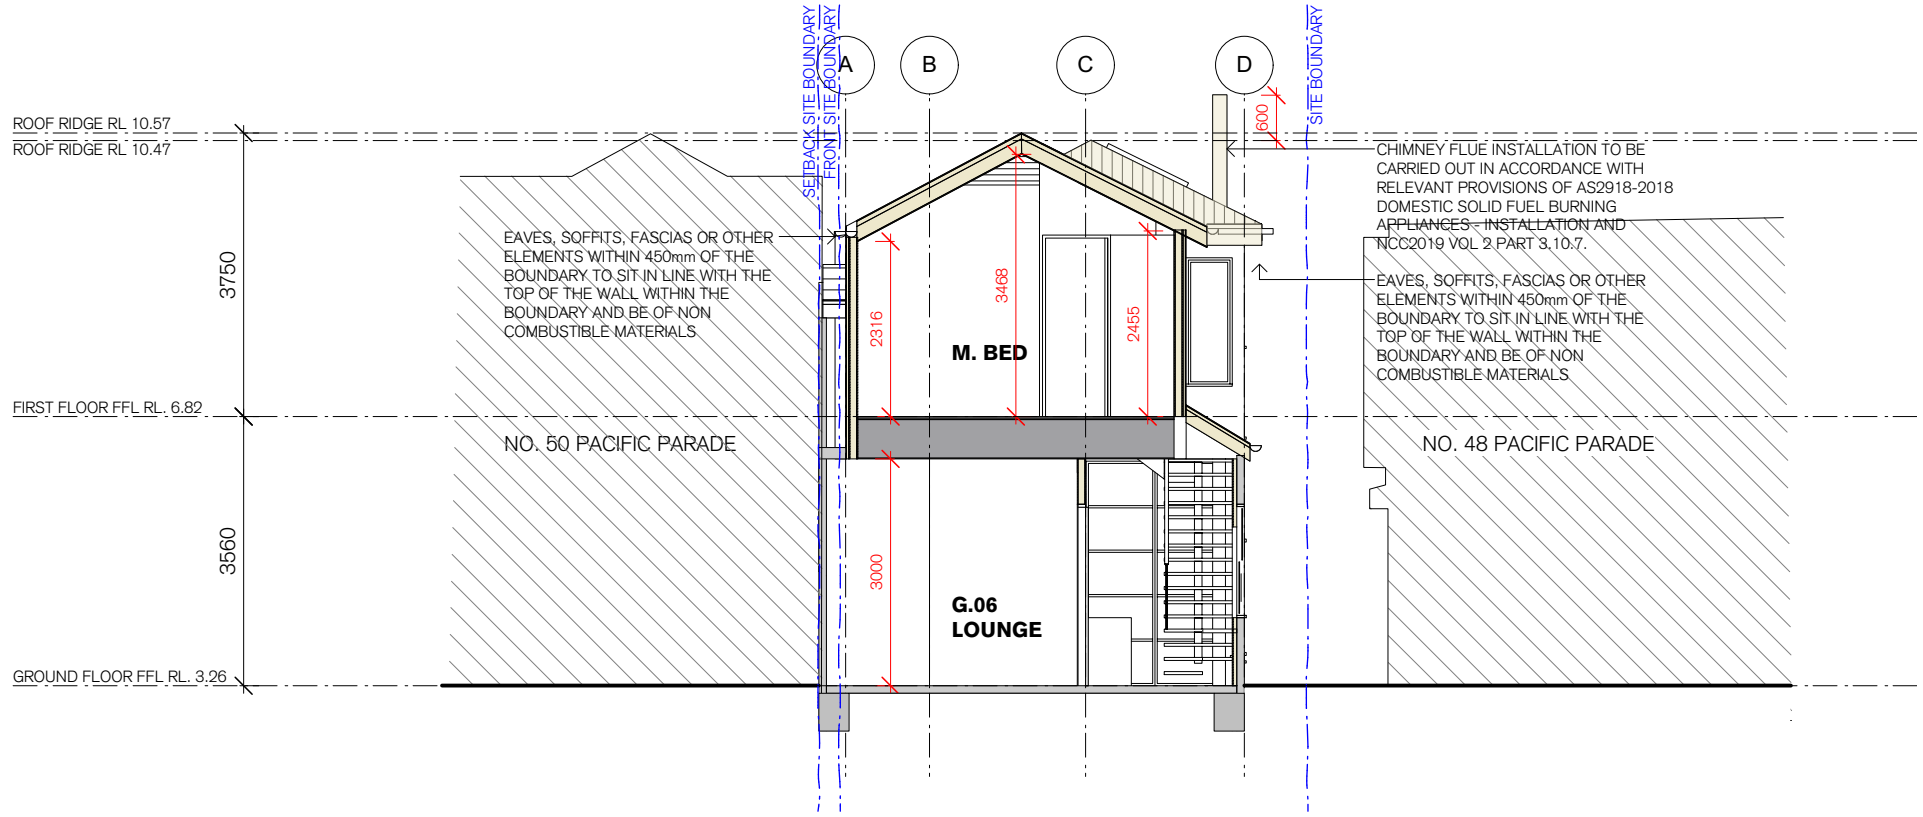 SETBACK SITE BOUNDARY
FRONT SITE BOUNDARY
A
B
C
D
SITE BOUNDARY
600
ROOF RIDGE RL 10.57
ROOF RIDGE RL 10.47
CHIMNEY FLUE INSTALLATION TO BE
CARRIED OUT IN ACCORDANCE WITH
RELEVANT PROVISIONS OF AS2918-2018
DOMESTIC SOLID FUEL BURNING
APPLIANCES - INSTALLATION AND
NCC2019 VOL 2 PART 3.10.7.
EAVES, SOFFITS, FASCIAS OR OTHER
ELEMENTS WITHIN 450mm OF THE
BOUNDARY TO SIT IN LINE WITH THE
TOP OF THE WALL WITHIN THE
BOUNDARY AND BE OF NON
COMBUSTIBLE MATERIALS
EAVES, SOFFITS, FASCIAS OR OTHER
ELEMENTS WITHIN 450mm OF THE
BOUNDARY TO SIT IN LINE WITH THE
TOP OF THE WALL WITHIN THE
BOUNDARY AND BE OF NON
COMBUSTIBLE MATERIALS
3750
2316
3468
2455
M. BED
FIRST FLOOR FFL RL. 6.82
NO. 50 PACIFIC PARADE
NO. 48 PACIFIC PARADE
3560
3000
G.06
LOUNGE
GROUND FLOOR FFL RL. 3.26